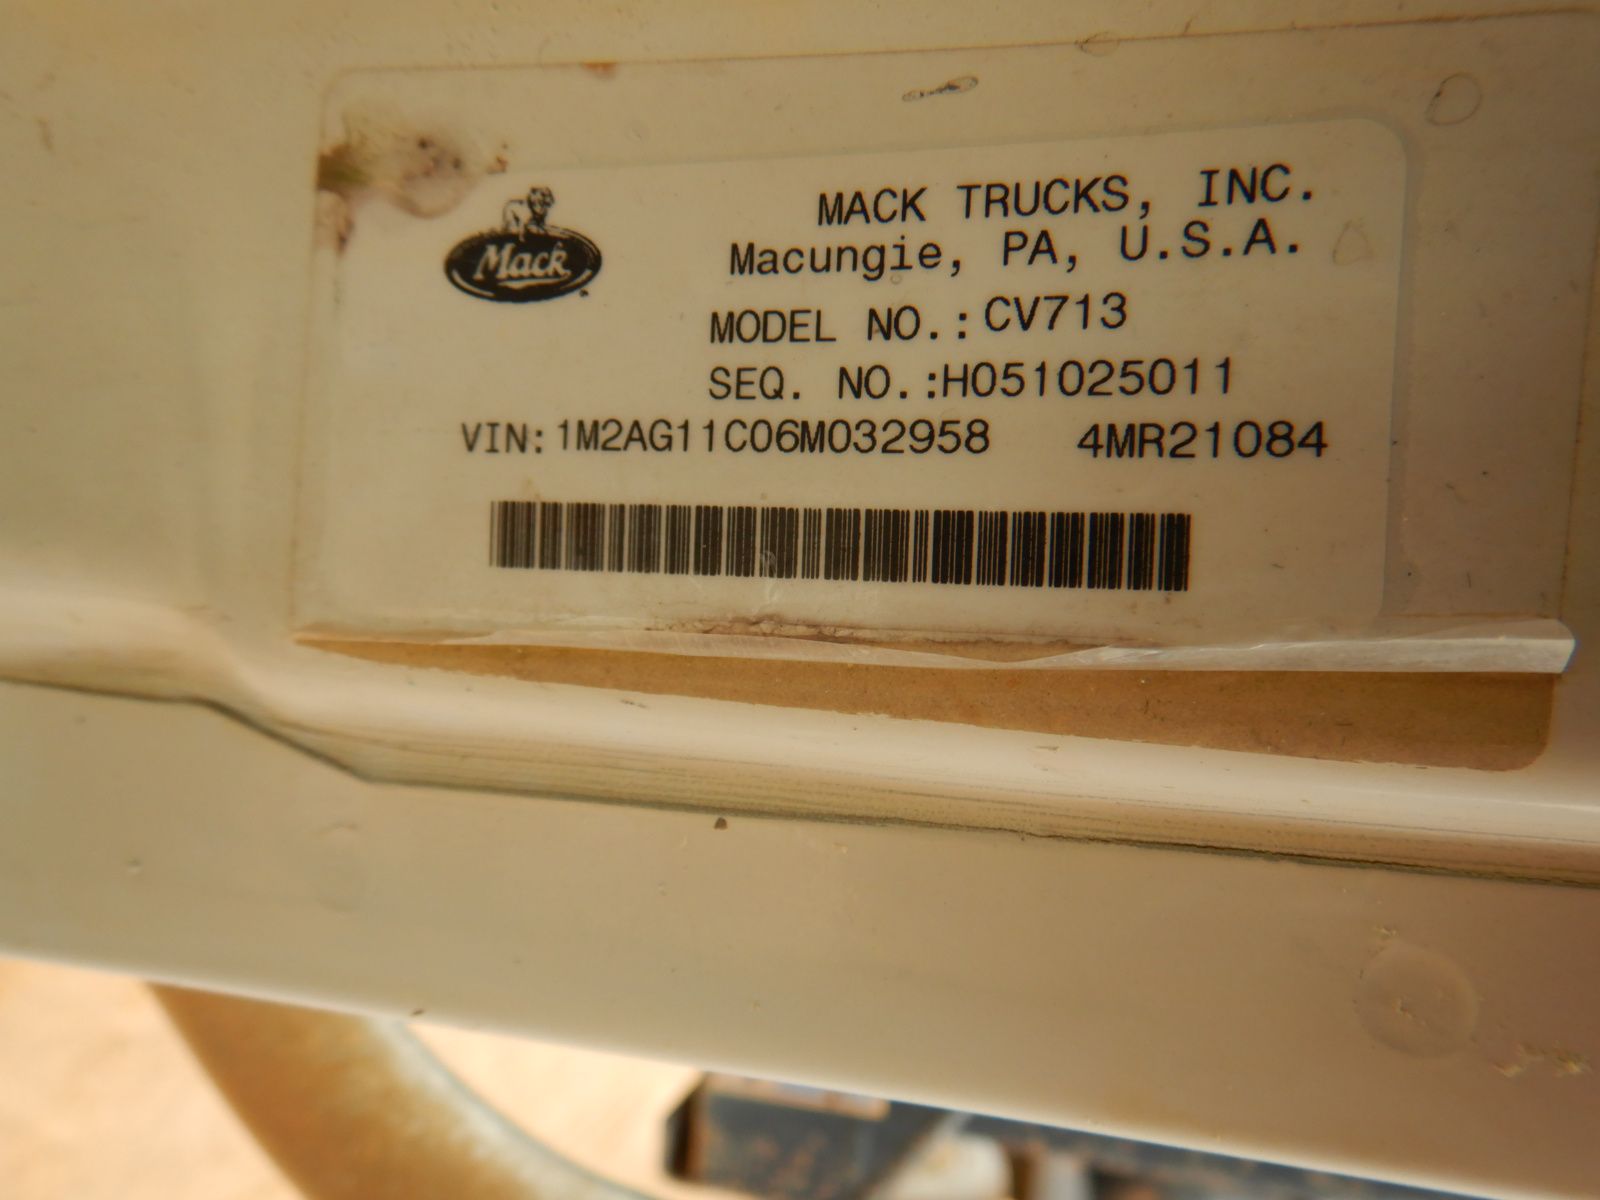 Mack
MACK TRUCKS, INC.
Macungie, PA, U.S.A.
MODEL NO.: CV713
SEQ. NO.:H051025011
VIN: 1M2AG11C06M032958 4MR21084